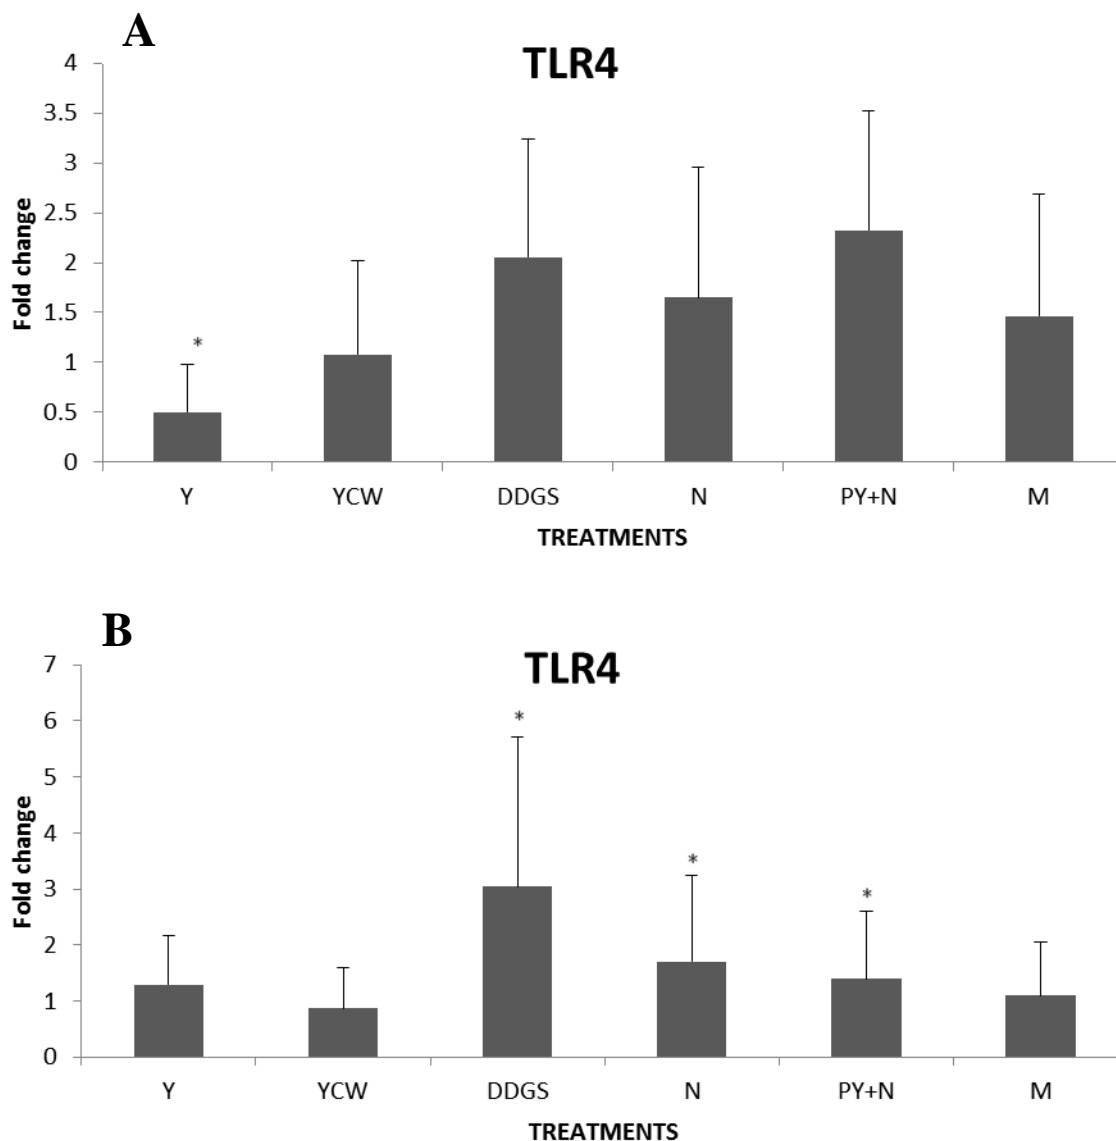 A
TLR4
4
3.5
3
2.5
2
1.5
1
0.5
0
Fold change
*
Y YCW DDGS N PY+N M
TREATMENTS
B
TLR4
7
6
5
4
3
2
1
0
Fold change
*
*
*
Y YCW DDGS N PY+N M
TREATMENTS